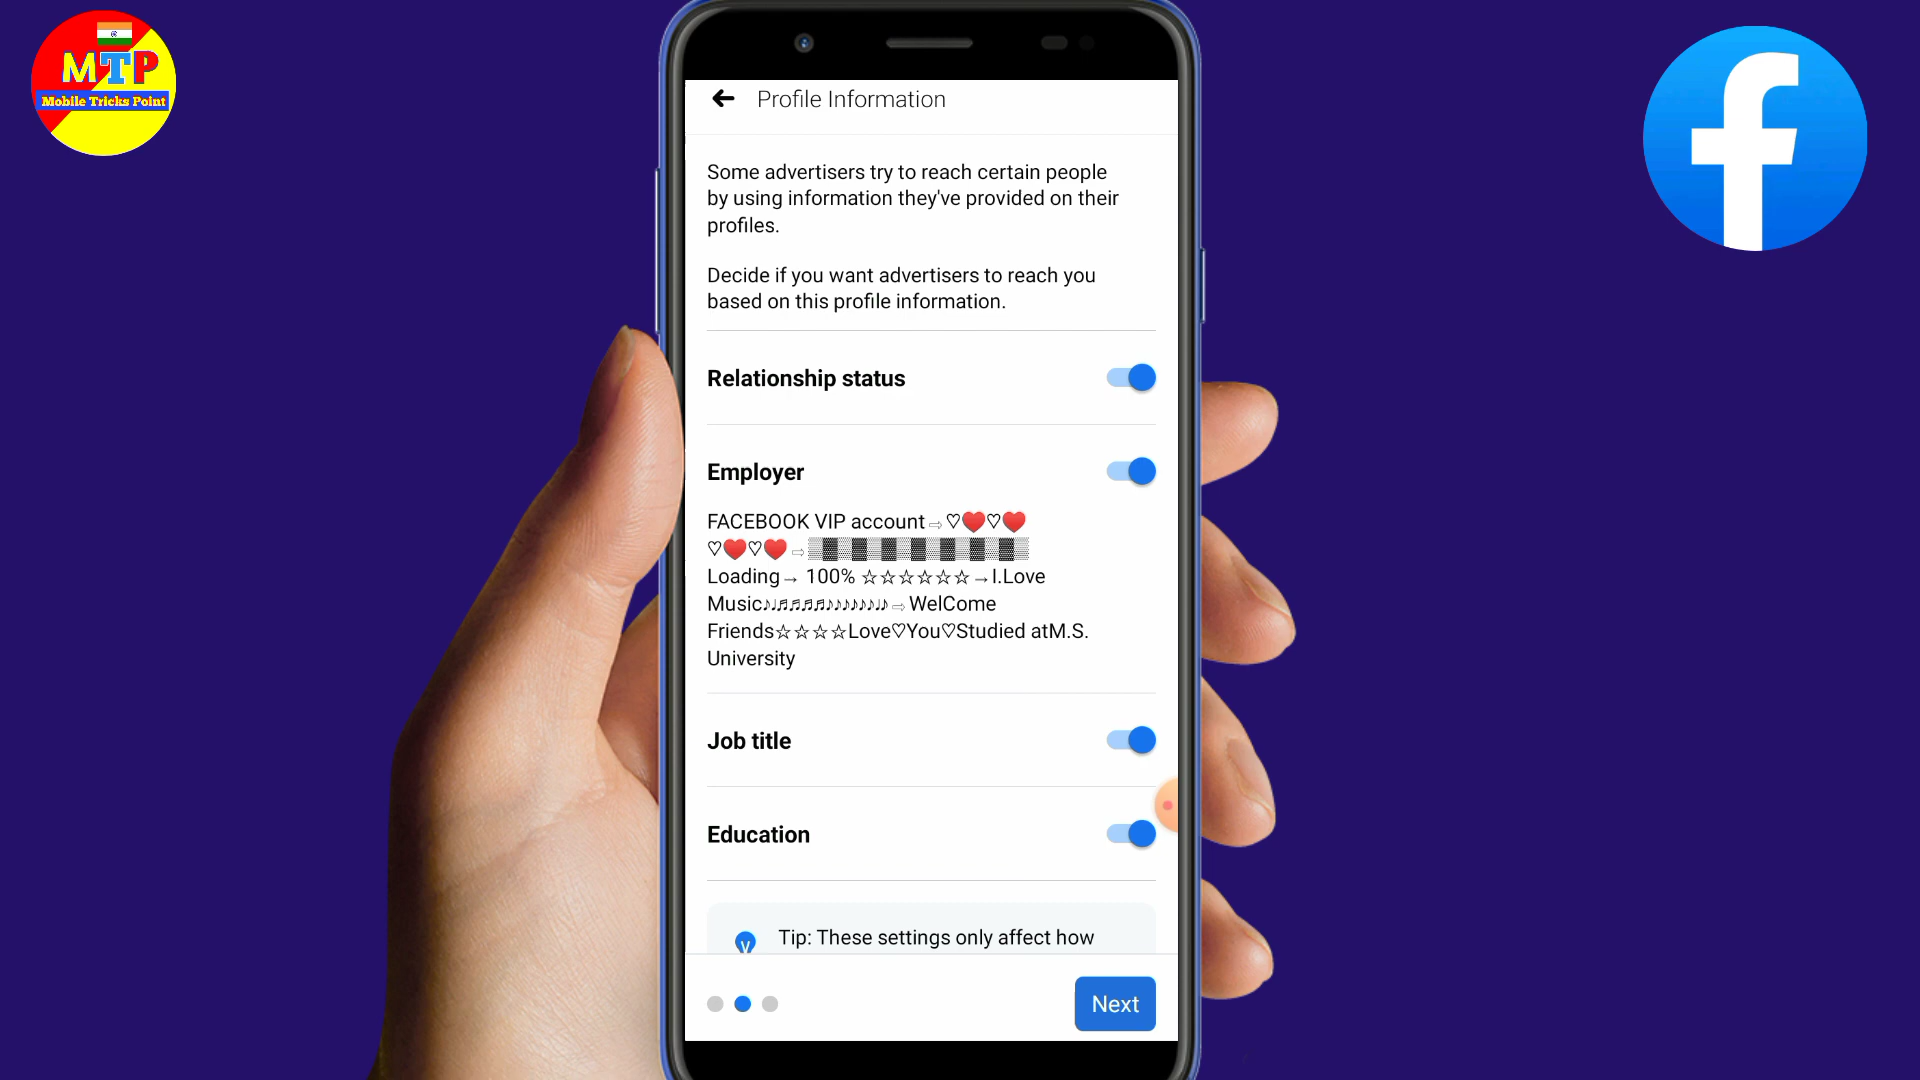 MTP
Mobile Tricks Point
Profile Information
Some advertisers try to reach certain people
by using information they've provided on their
profiles.
Decide if you want advertisers to reach you
based on this profile information.
Relationship status
Employer
FACEBOOK VIP account⇨♡❤️♡❤️
♡❤️♡❤️⇨▒▓▒▓▒▓▒▓▒▓▒▓▒▓▒
Loading→ 100% ☆☆☆☆☆☆→I.Love
Music♪♩♬♬♬♬♪♪♪♪♪♪♩♪⇨WelCome
Friends☆☆☆☆Love♡You♡Studied atM.S.
University
Job title
Education
Tip: These settings only affect how
Next